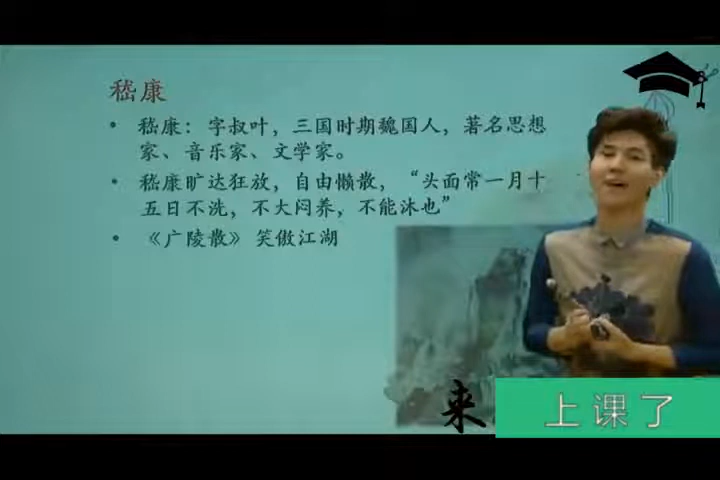 嵇康
• 嵇康：字叔叶，三国时期魏国人，著名思想
家、音乐家、文学家。
• 嵇康旷达狂放，自由懒散，“头面常一月十
五日不洗，不大闷养，不能沐也”
• 《广陵散》笑傲江湖
来
上课了